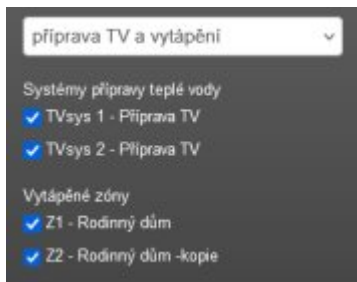 příprava TV a vytápění
Systémy přípravy teplé vody
TVsys 1 - Příprava TV
TVsys 2 - Příprava TV
Vytápěné zóny
Z1 - Rodinný dům
Z2 - Rodinný dům -kopie